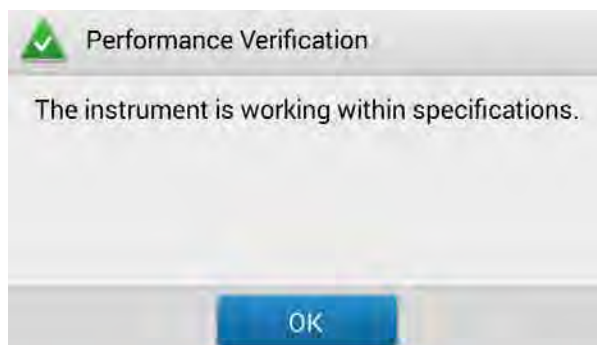 Performance Verification
The instrument is working within specifications.
OK